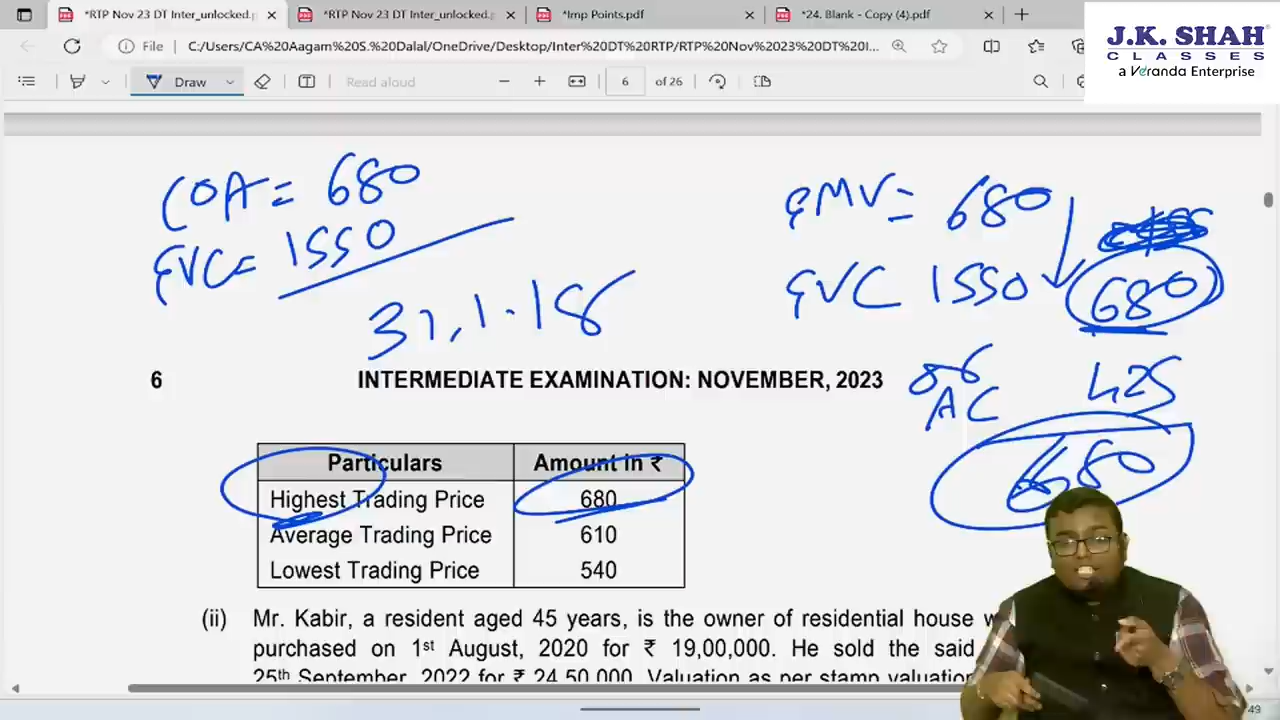 *RTP Nov 23 DT Inter_unlocked.p
*RTP Nov 23 DT Inter_unlocked.p
*Imp Points.pdf
*24. Blank - Copy (4).pdf
J.K. SHAH
CLASSES
a Veranda Enterprise
File
C:/Users/CA%20Aagam%20S.%20Dalal/OneDrive/Desktop/Inter%20DT%20RTP/RTP%20Nov%202023%20DT%20I...
Draw
Read aloud
6
of 26
COA = 680
FVC = 1550
31.1.18
FMV = 680
FVC 1550
680
AC 425
680
6
INTERMEDIATE EXAMINATION: NOVEMBER, 2023
Particulars Amount in ₹
Highest Trading Price 680
Average Trading Price 610
Lowest Trading Price 540
(ii) Mr. Kabir, a resident aged 45 years, is the owner of residential house w
purchased on 1st August, 2020 for ₹ 19,00,000. He sold the said
25th September, 2022 for ₹ 24,50,000. Valuation as per stamp valuation
49